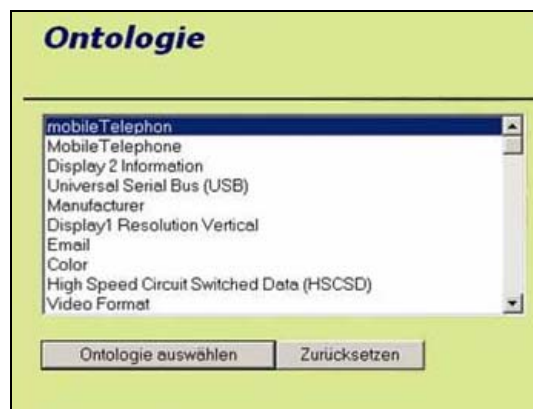 Ontologie
mobileTelephon
MobileTelephone
Display 2 Information
Universal Serial Bus (USB)
Manufacturer
Display1 Resolution Vertical
Email
Color
High Speed Circuit Switched Data (HSCSD)
Video Format
Ontologie auswählen Zurücksetzen